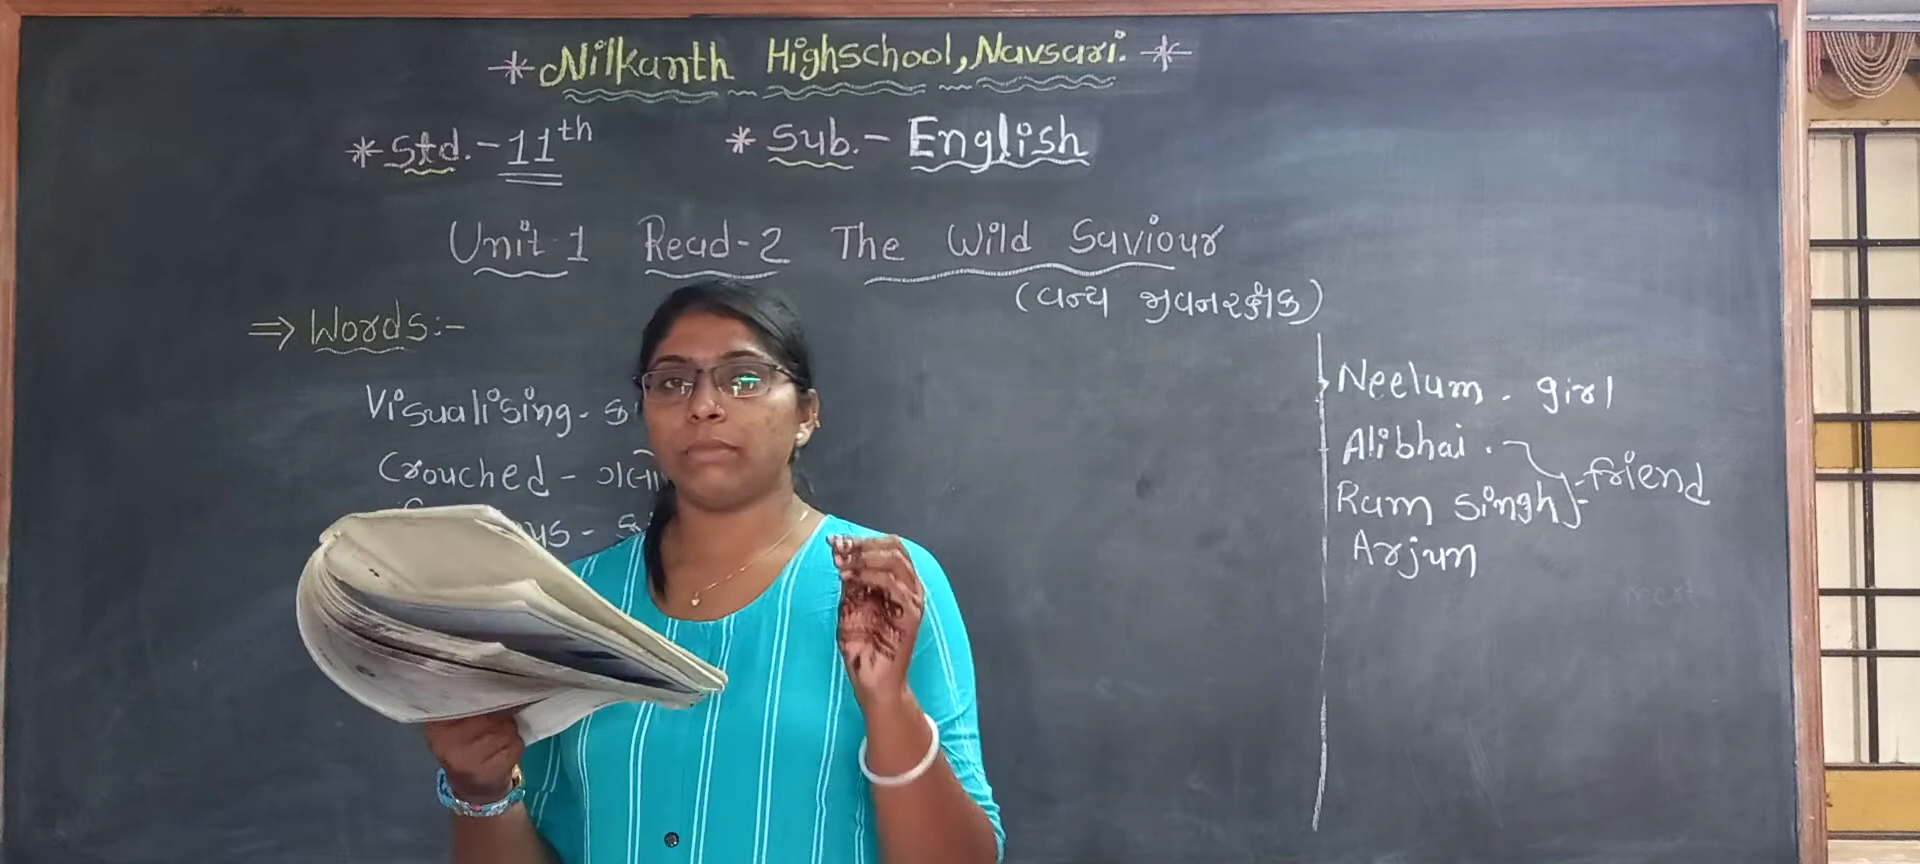 * Nilkanth Highschool, Navsari. *
* Std. - 11th * Sub. - English
Unit-1 Read-2 The Wild Saviour
(વન્ય જીવનરક્ષક)
⇒ Words:-
Visualising -
Crouched -
Neelum - girl
Alibhai -
Ram singh - friend
Arjun